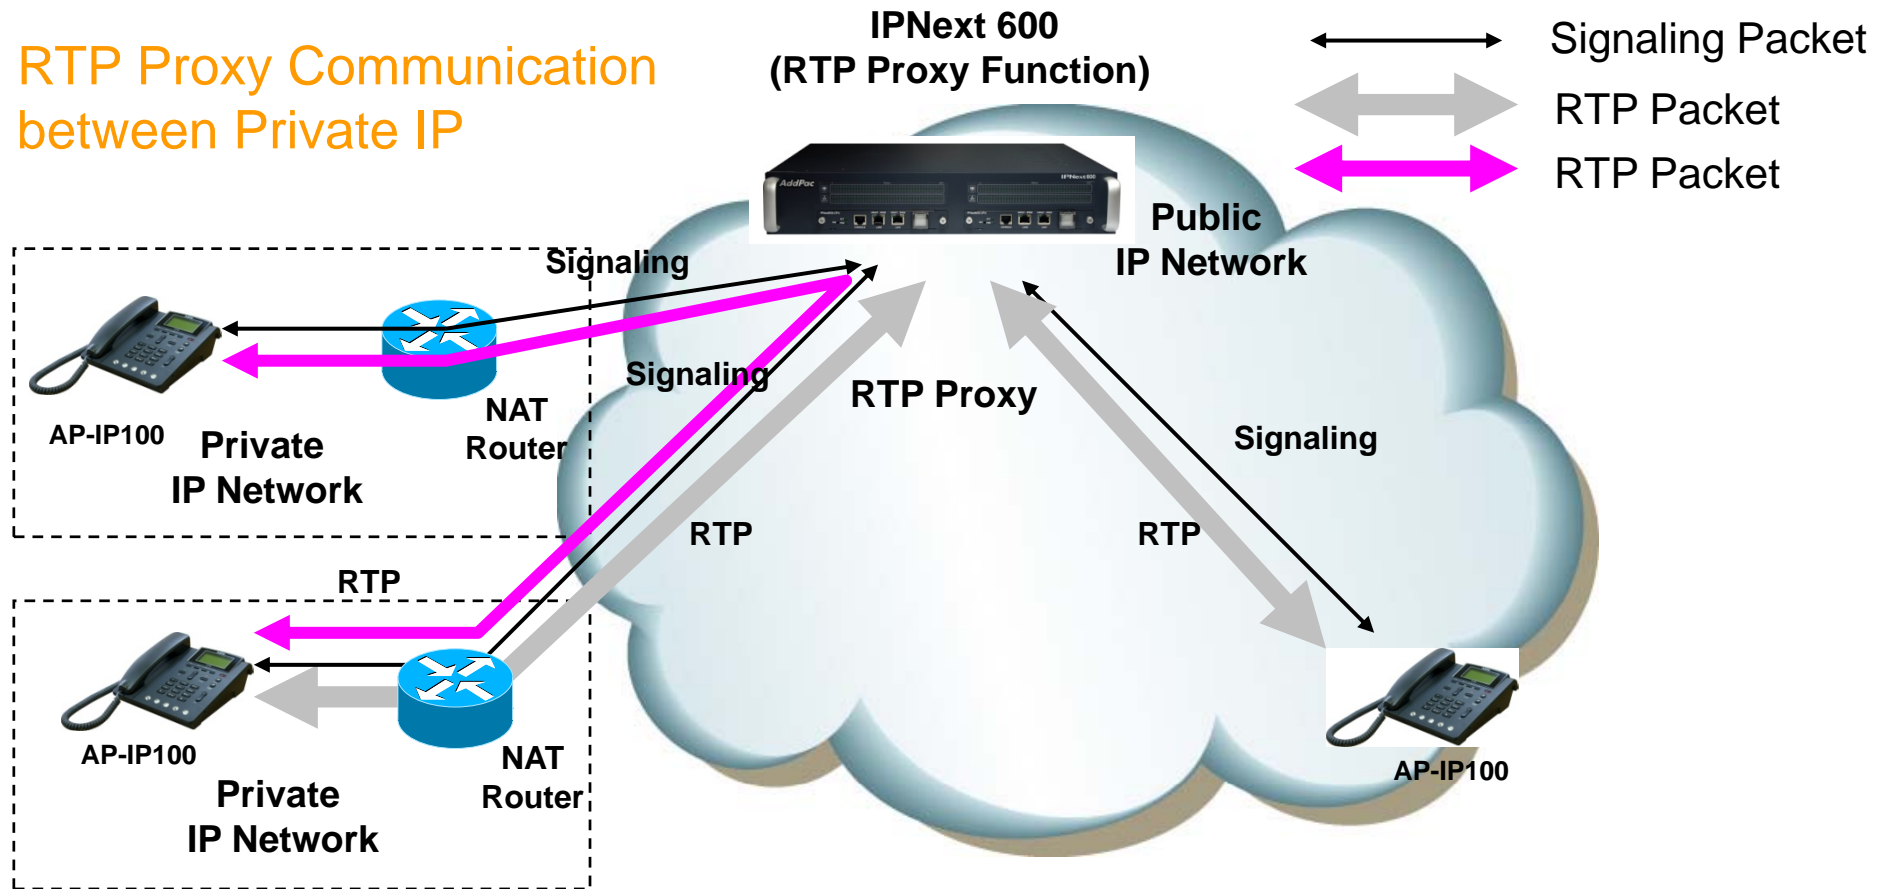 IPNext 600
(RTP Proxy Function)
RTP Proxy Communication
between Private IP
Signaling Packet
RTP Packet
RTP Packet
AddPac
IPNext600
Public
IP Network
Signaling
Signaling
RTP Proxy
Signaling
NAT
Router
AP-IP100
Private
IP Network
RTP
RTP
RTP
AP-IP100
NAT
Router
Private
IP Network
AP-IP100